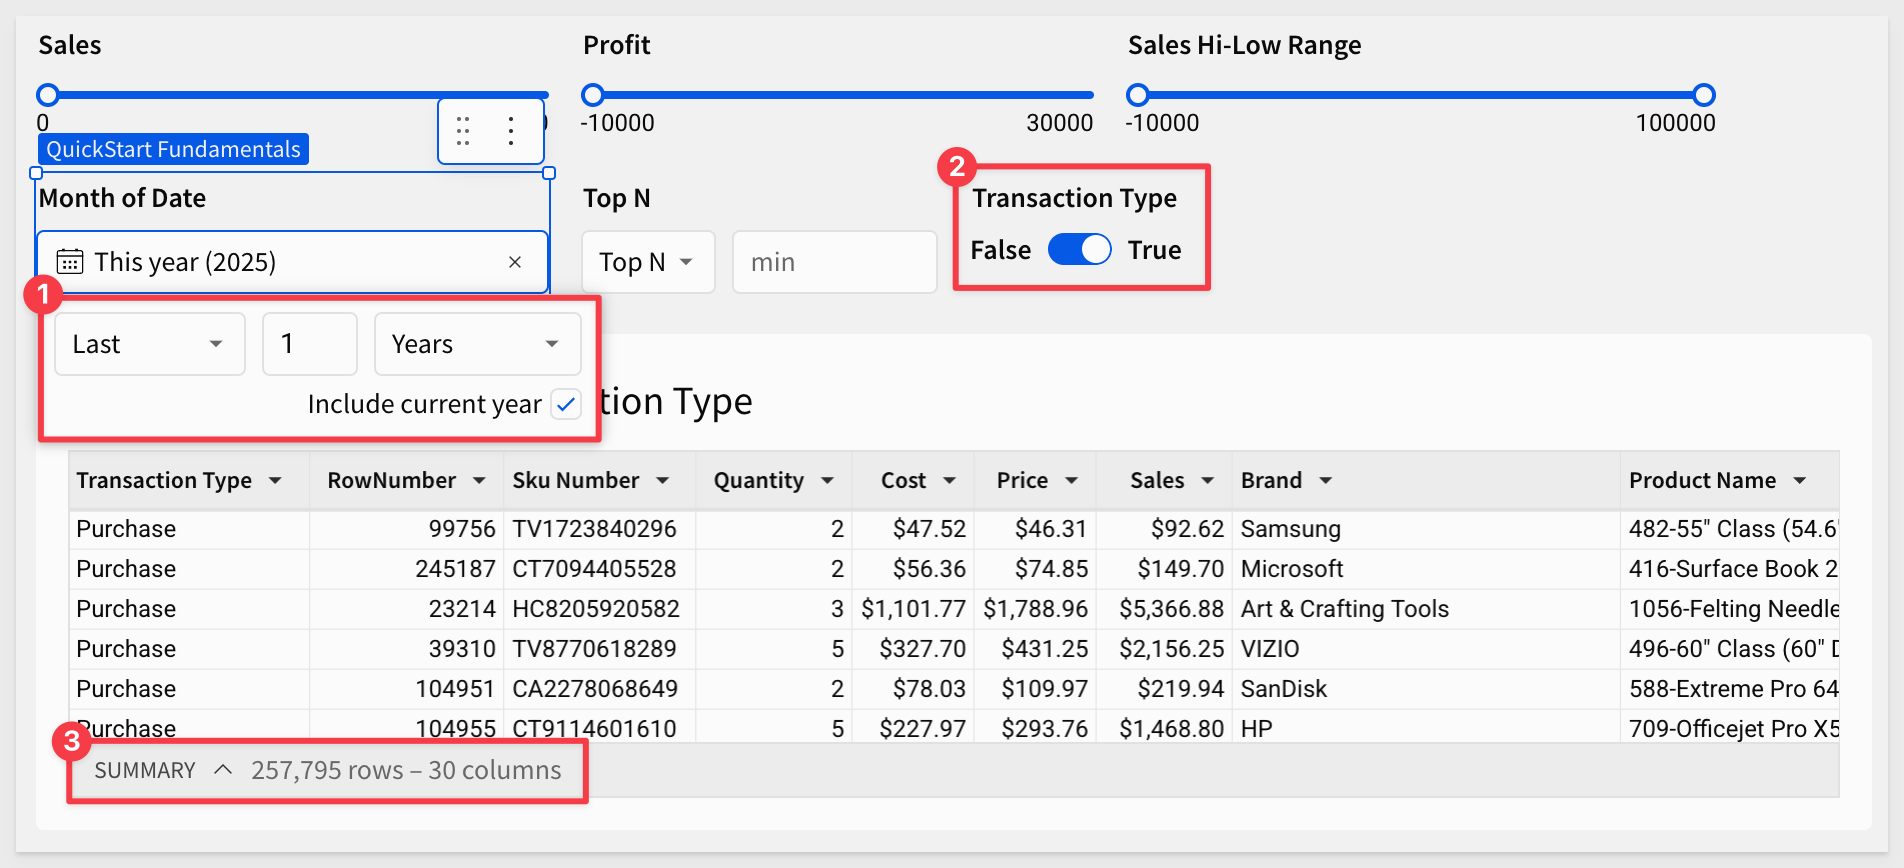 Sales
Profit
Sales Hi-Low Range
0
-10000
30000
-10000
100000
QuickStart Fundamentals
2
Month of Date
Top N
Transaction Type
This year (2025)
Top N
min
False
True
1
Last
1
Years
Include current year
tion Type
Transaction Type RowNumber Sku Number Quantity Cost Price Sales Brand Product Name
Purchase 99756 TV1723840296 2 $47.52 $46.31 $92.62 Samsung 482-55" Class (54.6"
Purchase 245187 CT7094405528 2 $56.36 $74.85 $149.70 Microsoft 416-Surface Book 2
Purchase 23214 HC8205920582 3 $1,101.77 $1,788.96 $5,366.88 Art & Crafting Tools 1056-Felting Needle
Purchase 39310 TV8770618289 5 $327.70 $431.25 $2,156.25 VIZIO 496-60" Class (60" D
Purchase 104951 CA2278068649 2 $78.03 $109.97 $219.94 SanDisk 588-Extreme Pro 64
Purchase 104955 CT9114601610 5 $227.97 $293.76 $1,468.80 HP 709-Officejet Pro X5
3
SUMMARY 257,795 rows – 30 columns